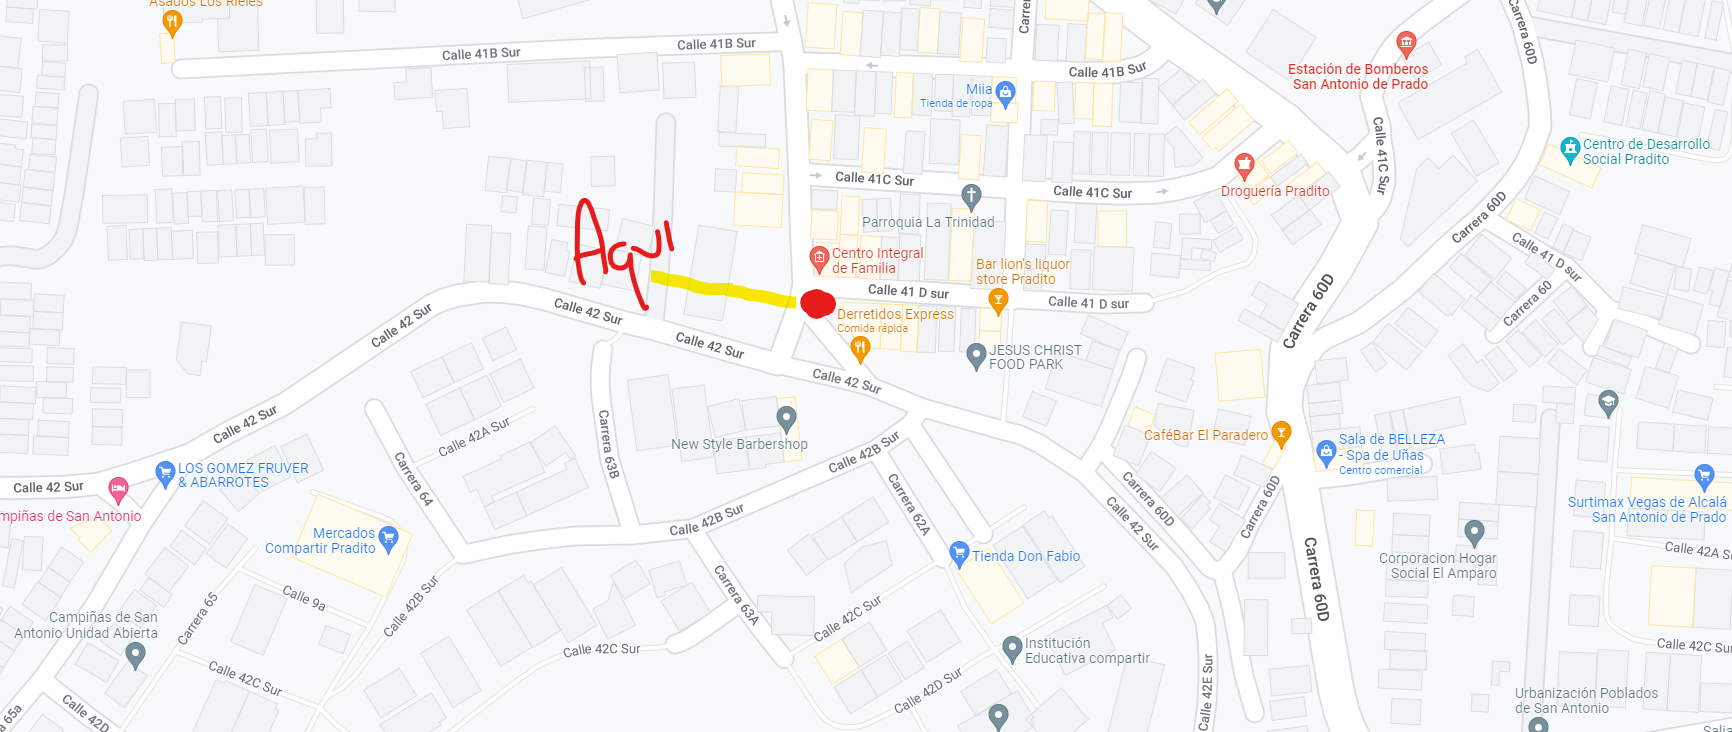 Asados Los Rieles
Calle 41B Sur
Calle 41B Sur
Carrera
Calle 41B Sur
Carrera 60D
Estación de Bomberos
San Antonio de Prado
Miia
Tienda de ropa
Calle 41C Sur
Centro de Desarrollo
Social Pradito
Calle 41C Sur
Calle 41C Sur
Droguería Pradito
Parroquia La Trinidad
Aquí
Carrera 60D
Calle 41 D sur
Centro Integral
de Familia
Bar lion's liquor
store Pradito
Calle 41 D sur
Calle 41 D sur
Carrera 60
Carrera 60D
Calle 42 Sur
Calle 42 Sur
Derretidos Express
Comida rápida
Calle 42 Sur
JESUS CHRIST
FOOD PARK
Calle 42 Sur
Calle 42 Sur
Calle 42A Sur
Carrera 63B
New Style Barbershop
CaféBar El Paradero
Sala de BELLEZA
- Spa de Uñas
Centro comercial
Calle 42B Sur
LOS GOMEZ FRUVER
& ABARROTES
Calle 42 Sur
Carrera 64
Carrera 62A
Carrera 60D
Calle 42 Sur
Carrera 60D
Surtimax Vegas de Alcalá
San Antonio de Prado
mpiñas de San Antonio
Calle 42B Sur
Mercados
Compartir Pradito
Tienda Don Fabio
Calle 42A S
Corporacion Hogar
Social El Amparo
Carrera 60D
Calle 9a
Carrera 65
Calle 42B Sur
Carrera 63A
Calle 42C Sur
Campiñas de San
Antonio Unidad Abierta
Calle 42C Sur
Institución
Educativa compartir
Calle 42C Sur
Calle 42C Sur
Calle 42D Sur
Calle 42E Sur
Urbanización Poblados
de San Antonio
Calle 42D
a 65a
Salia